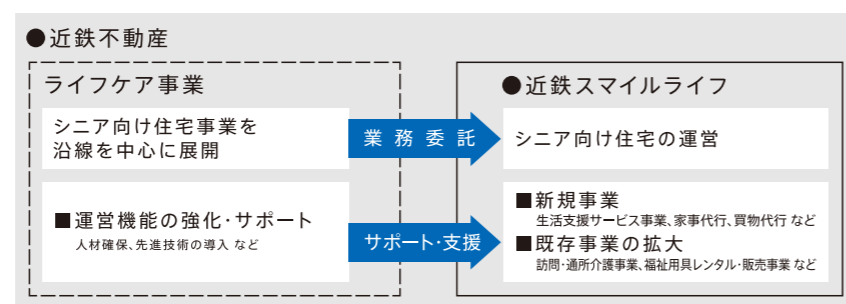 ●近鉄不動産
ライフケア事業
シニア向け住宅事業を
沿線を中心に展開
業務委託
■運営機能の強化・サポート
人材確保、先進技術の導入 など
サポート・支援
●近鉄スマイルライフ
シニア向け住宅の運営
■新規事業
生活支援サービス事業、家事代行、買物代行 など
■既存事業の拡大
訪問・通所介護事業、福祉用具レンタル・販売事業 など